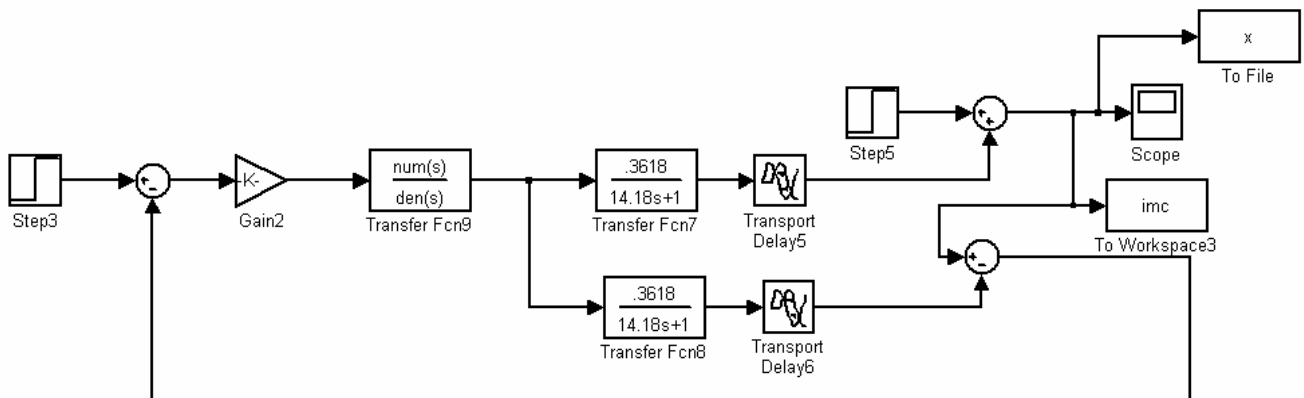 x
To File
Step5
Scope
Step3
-K-
Gain2
num(s)
den(s)
Transfer Fcn9
.3618
14.18s+1
Transfer Fcn7
Transport
Delay5
imc
To Workspace3
.3618
14.18s+1
Transfer Fcn8
Transport
Delay6